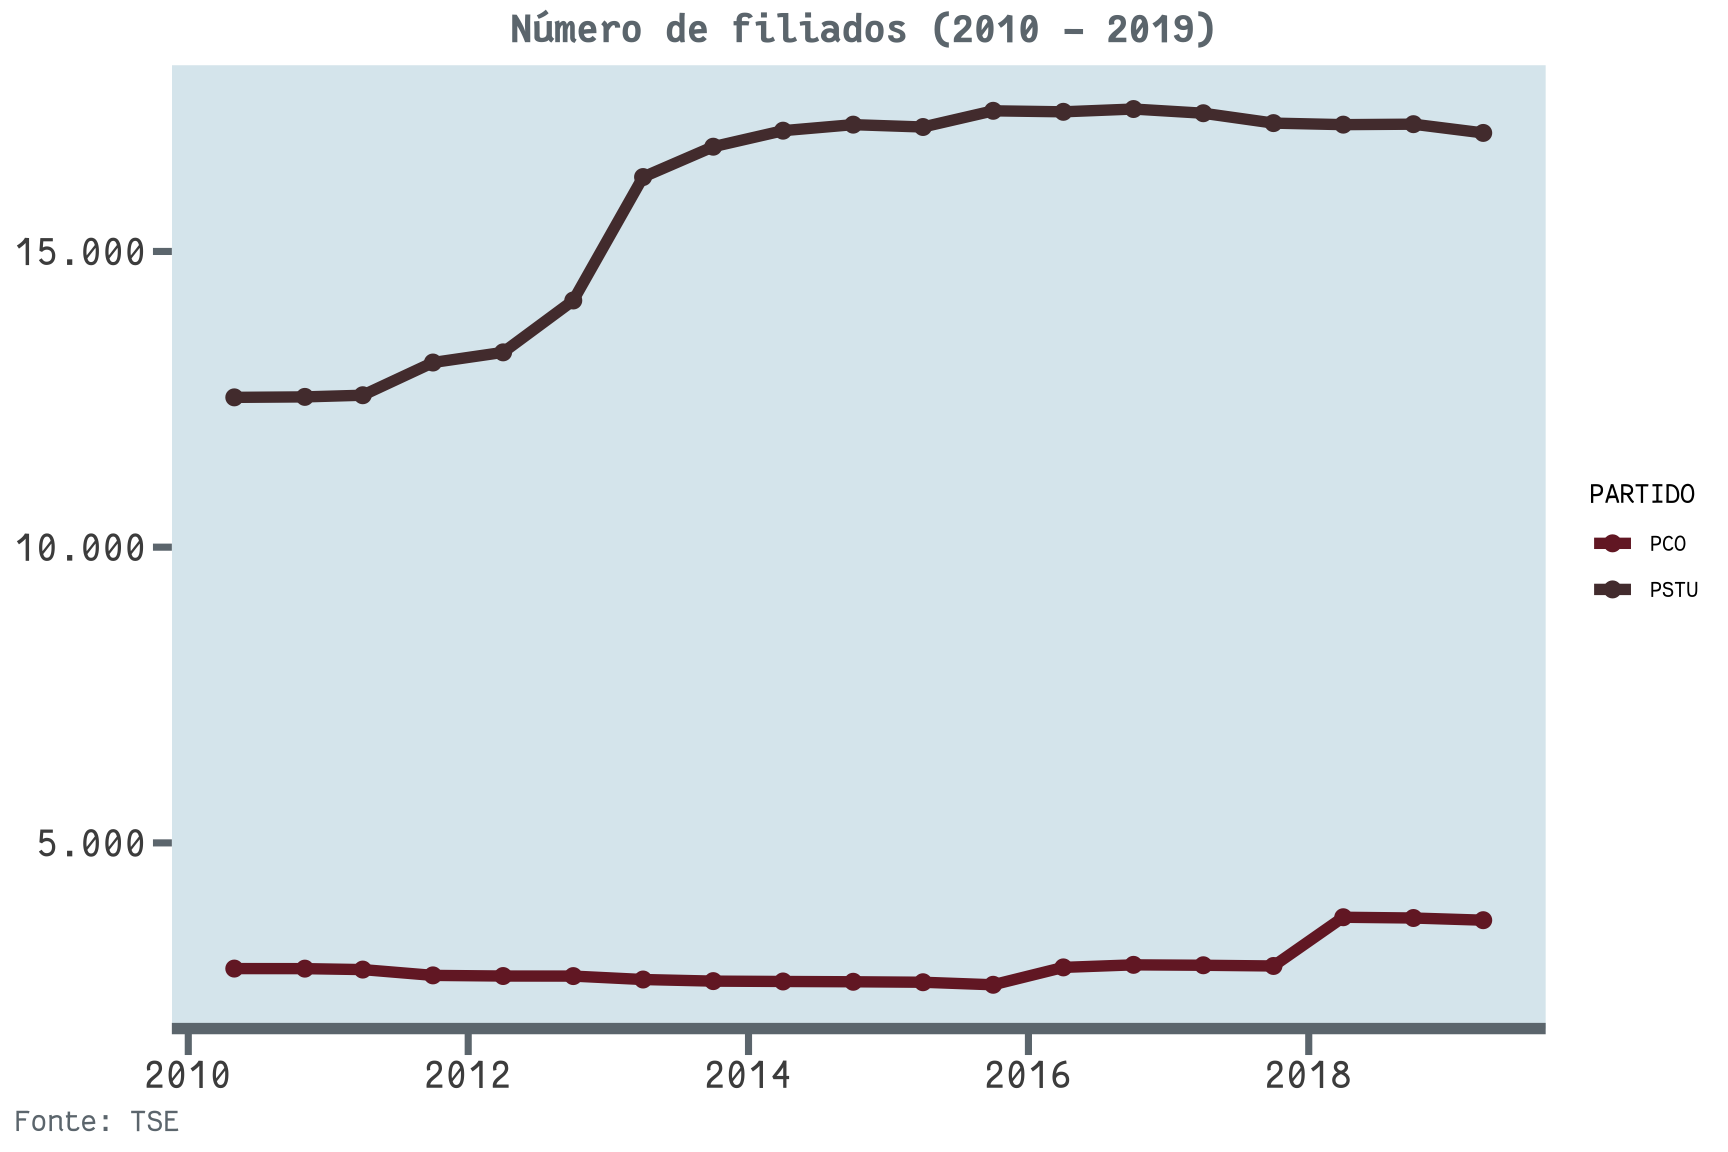 Número de filiados (2010 – 2019)
15.000
10.000
5.000
PARTIDO
PCO
PSTU
2010 2012 2014 2016 2018
Fonte: TSE